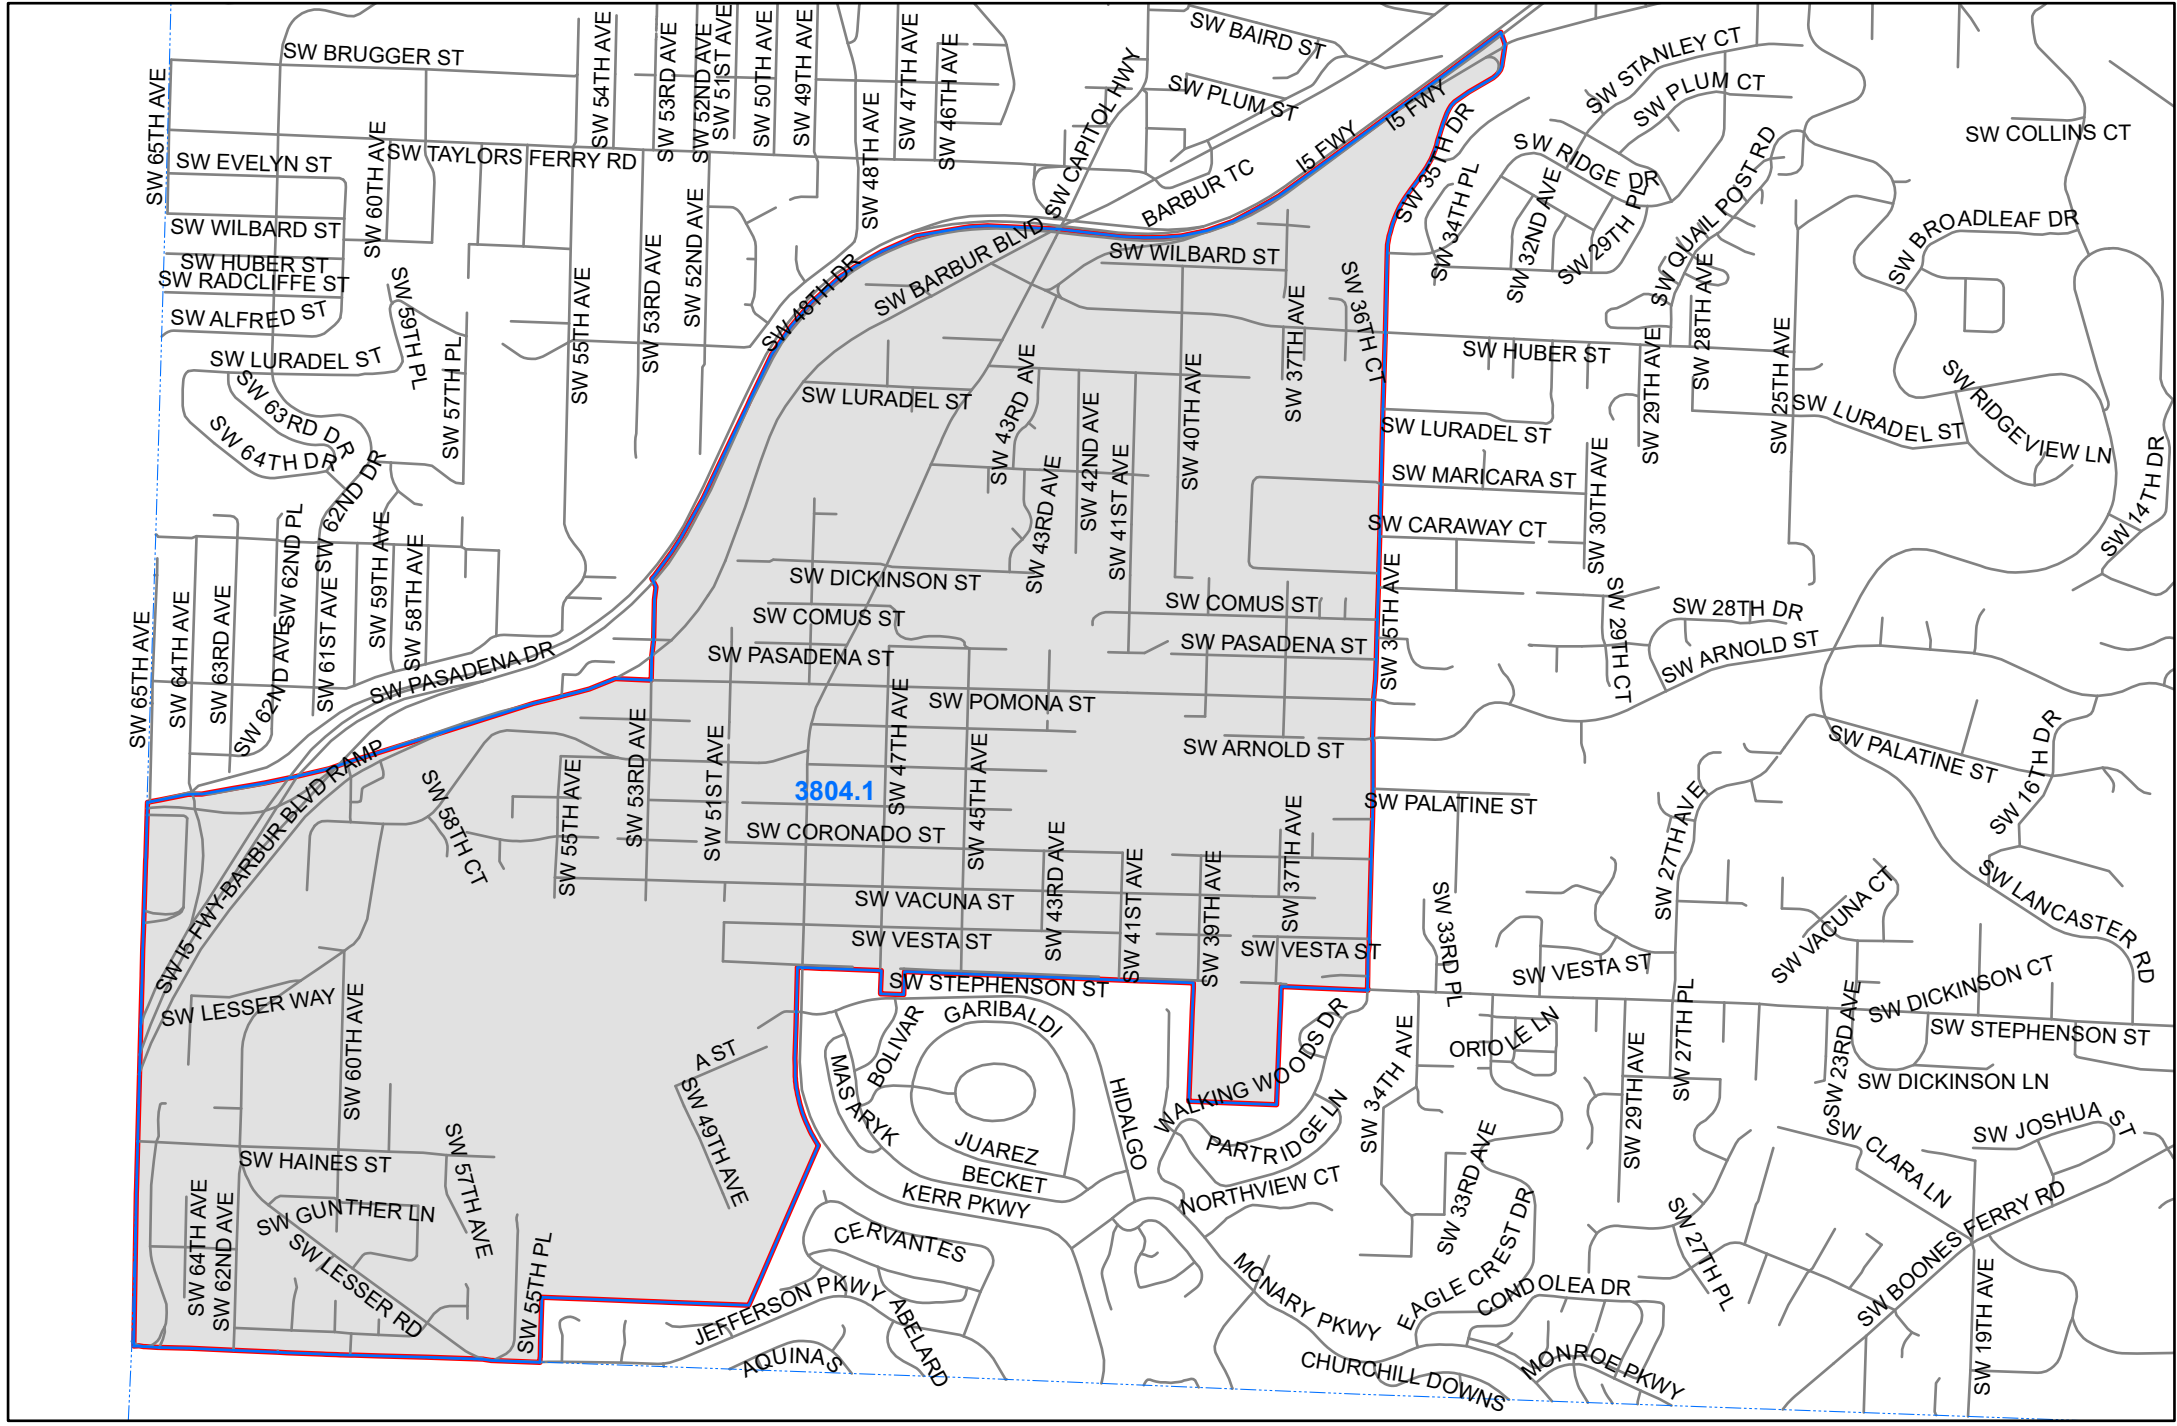 SW BRUGGER ST
SW 54TH AVE
SW 53RD AVE
SW 52ND AVE
SW 51ST AVE
SW 50TH AVE
SW 49TH AVE
SW 47TH AVE
SW 46TH AVE
SW BAIRD ST
SW STANLEY CT
SW PLUM CT
SW PLUM ST
SW CAPITOL HWY
SW 65TH AVE
SW 60TH AVE
SW TAYLORS FERRY RD
SW EVELYN ST
SW 48TH AVE
I5 FWY
I5 FWY
SW 35TH DR
SW COLLINS CT
SW RIDGE DR
SW QUAIL POST RD
BARBUR TC
SW 34TH PL
SW 32ND AVE
SW 29TH PL
SW BROADLEAF DR
SW WILBARD ST
SW HUBER ST
SW RADCLIFFE ST
SW ALFRED ST
SW LURADEL ST
SW 59TH PL
SW 57TH PL
SW 55TH AVE
SW 53RD AVE
SW 52ND AVE
SW 48TH DR
SW BARBUR BLVD
SW WILBARD ST
SW 37TH AVE
SW 36TH CT
SW 28TH AVE
SW HUBER ST
SW 29TH AVE
SW 25TH AVE
SW 63RD DR
SW 64TH DR
SW 62ND DR
SW LURADEL ST
SW 43RD AVE
SW 42ND AVE
SW 41ST AVE
SW 40TH AVE
SW LURADEL ST
SW LURADEL ST
SW RIDGEVIEW LN
SW 14TH DR
SW MARICARA ST
SW CARAWAY CT
SW 30TH AVE
SW 43RD AVE
SW 62ND PL
SW 65TH AVE
SW 64TH AVE
SW 63RD AVE
SW 62ND AVE
SW 61ST AVE
SW 59TH AVE
SW 58TH AVE
SW DICKINSON ST
SW COMUS ST
SW COMUS ST
SW 35TH AVE
SW 29TH CT
SW 28TH DR
SW ARNOLD ST
SW PASADENA DR
SW PASADENA ST
SW PASADENA ST
SW POMONA ST
SW 47TH AVE
SW 45TH AVE
SW ARNOLD ST
SW PALATINE ST
SW 16TH DR
SW I5 FWY-BARBUR BLVD RAMP
SW 58TH CT
SW 55TH AVE
SW 53RD AVE
SW 51ST AVE
3804.1
SW CORONADO ST
SW PALATINE ST
SW 27TH AVE
SW 43RD AVE
SW 41ST AVE
SW 39TH AVE
SW 37TH AVE
SW VACUNA ST
SW VACUNA CT
SW LANCASTER RD
SW VESTA ST
SW VESTA ST
SW VESTA ST
SW 33RD PL
SW 27TH PL
SW STEPHENSON ST
SW DICKINSON CT
SW STEPHENSON ST
SW 23RD AVE
SW DICKINSON LN
SW LESSER WAY
SW 60TH AVE
A ST
SW 49TH AVE
BOLIVAR
MASARYK
GARIBALDI
HIDALGO
WALKING WOODS DR
SW 34TH AVE
ORIOLE LN
SW 29TH AVE
PARTRIDGE LN
SW 33RD AVE
SW JOSHUA ST
SW CLARA LN
JUAREZ
BECKET
SW HAINES ST
SW 57TH AVE
SW 64TH AVE
SW 62ND AVE
SW GUNTHER LN
SW LESSER RD
SW 55TH PL
KERR PKWY
NORTHVIEW CT
CERVANTES
MCNARY PKWY
EAGLE CREST DR
SW 27TH PL
CONDOLEA DR
SW BOONES FERRY RD
SW 19TH AVE
JEFFERSON PKWY
ABELARD
AQUINAS
CHURCHILL DOWNS
MONROE PKWY
SW 62ND AVE